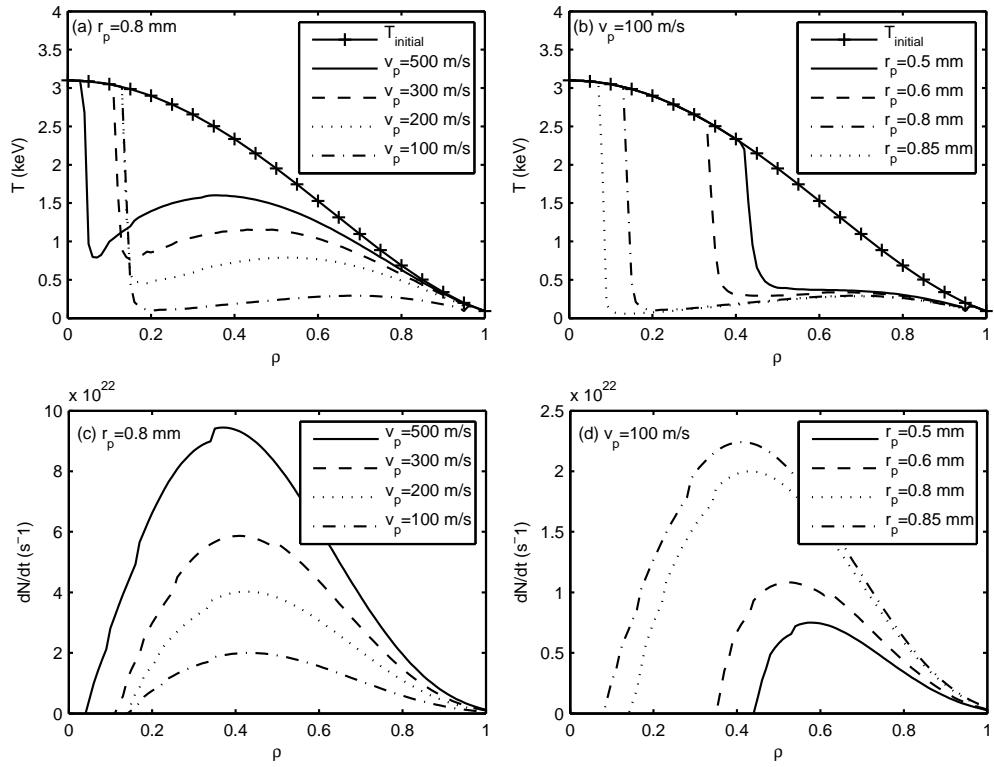 (a) r_p=0.8 mm
T_initial
v_p=500 m/s
v_p=300 m/s
v_p=200 m/s
v_p=100 m/s
T (keV)
4
3.5
3
2.5
2
1.5
1
0.5
0
0 0.2 0.4 0.6 0.8 1
ρ
(b) v_p=100 m/s
T_initial
r_p=0.5 mm
r_p=0.6 mm
r_p=0.8 mm
r_p=0.85 mm
T (keV)
4
3.5
3
2.5
2
1.5
1
0.5
0
0 0.2 0.4 0.6 0.8 1
ρ
x 10^22
(c) r_p=0.8 mm
v_p=500 m/s
v_p=300 m/s
v_p=200 m/s
v_p=100 m/s
dN/dt (s−1)
10
8
6
4
2
0
0 0.2 0.4 0.6 0.8 1
ρ
x 10^22
(d) v_p=100 m/s
r_p=0.5 mm
r_p=0.6 mm
r_p=0.8 mm
r_p=0.85 mm
dN/dt (s−1)
2.5
2
1.5
1
0.5
0
0 0.2 0.4 0.6 0.8 1
ρ